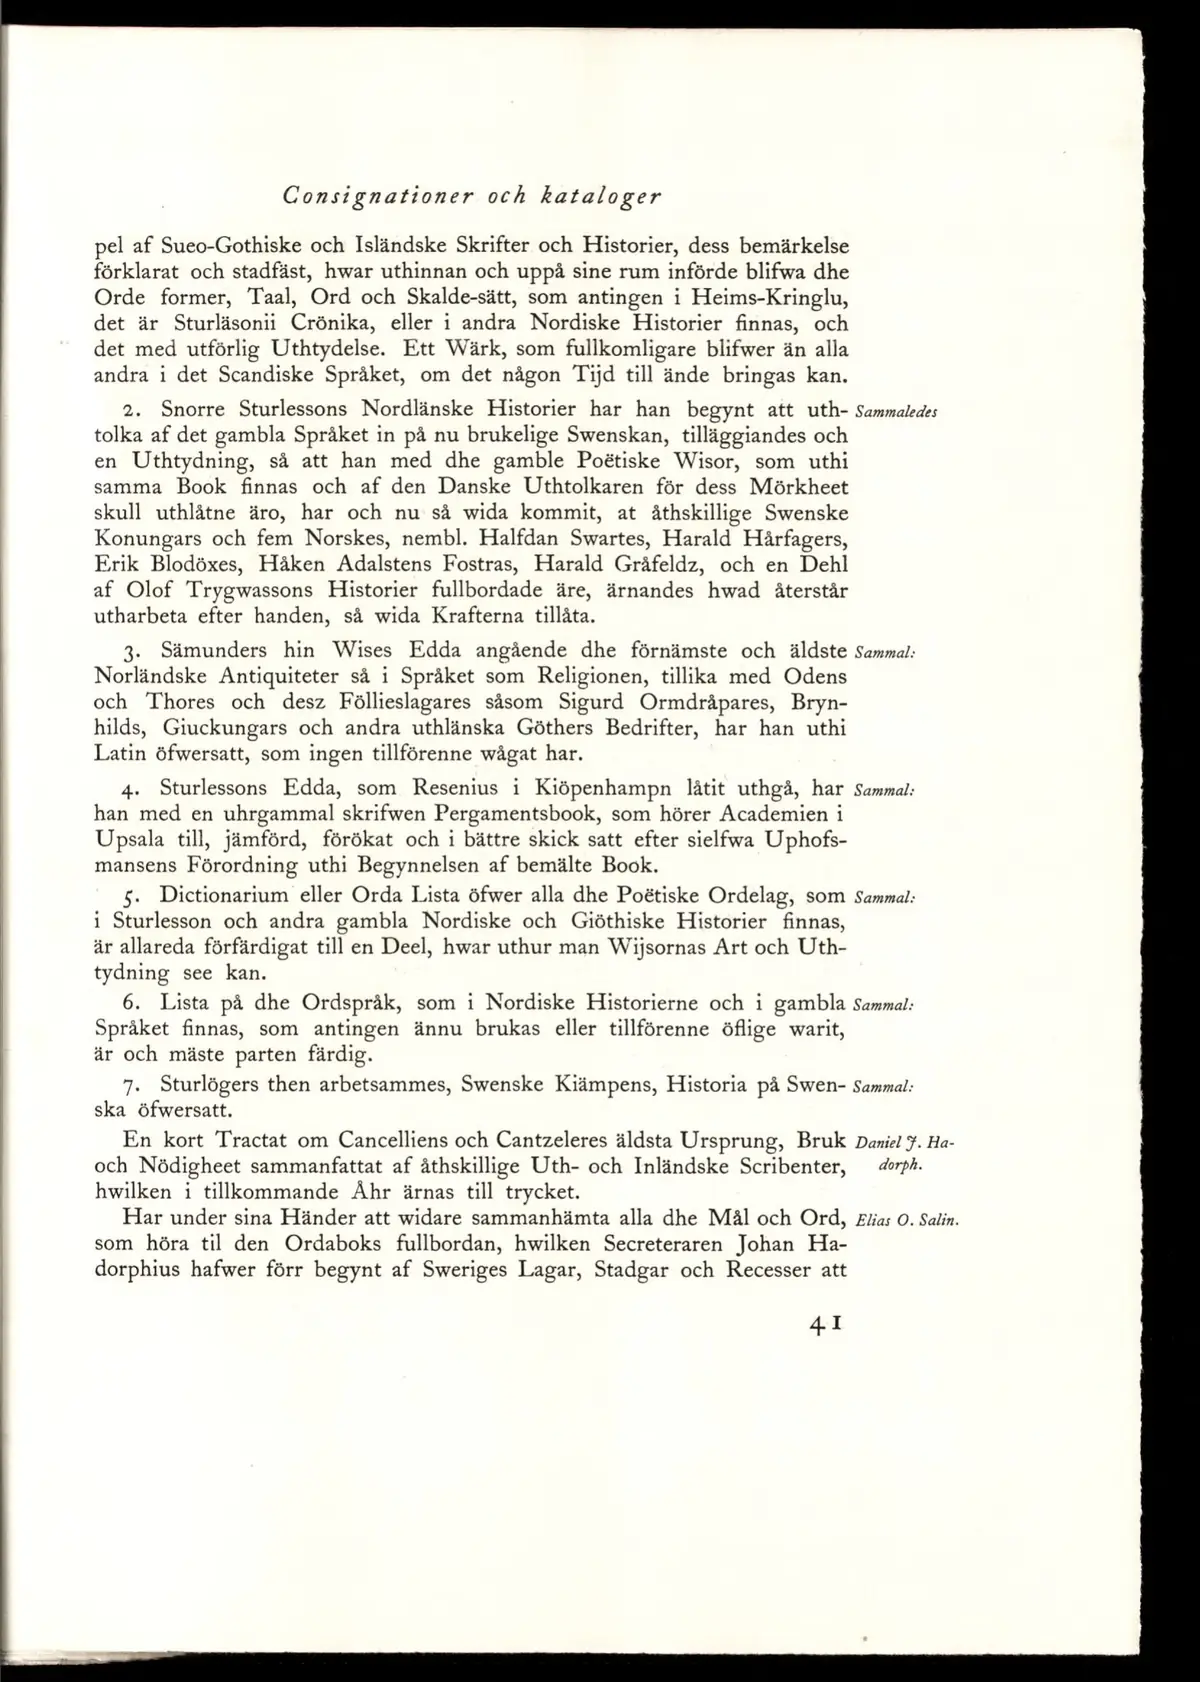 Consignationer och kataloger
pel af Sueo-Gothiske och Isländske Skrifter och Historier, dess bemärkelse
förklarat och stadfäst, hwar uthinnan och uppå sine rum införde blifwa dhe
Orde former, Taal, Ord och Skalde-sätt, som antingen i Heims-Kringlu,
det är Sturläsonii Crönika, eller i andra Nordiske Historier finnas, och
det med utförlig Uthtydelse. Ett Wärk, som fullkomligare blifwer än alla
andra i det Scandiske Språket, om det någon Tijd till ände bringas kan.
2. Snorre Sturlessons Nordlänske Historier har han begynt att uth- Sammaledes
tolka af det gambla Språket in på nu brukelige Swenskan, tilläggiandes och
en Uthtydning, så att han med dhe gamble Poëtiske Wisor, som uthi
samma Book finnas och af den Danske Uthtolkaren för dess Mörkheet
skull uthlåtne äro, har och nu så wida kommit, at åthskillige Swenske
Konungars och fem Norskes, nembl. Halfdan Swartes, Harald Hårfagers,
Erik Blodöxes, Håken Adalstens Fostras, Harald Gråfeldz, och en Dehl
af Olof Trygwassons Historier fullbordade äre, ärnandes hwad återstår
utharbeta efter handen, så wida Krafterna tillåta.
3. Sämunders hin Wises Edda angående dhe förnämste och äldste Sammal:
Norländske Antiquiteter så i Språket som Religionen, tillika med Odens
och Thores och desz Föllieslagares såsom Sigurd Ormdråpares, Bryn-
hilds, Giuckungars och andra uthlänska Göthers Bedrifter, har han uthi
Latin öfwersatt, som ingen tillförenne wågat har.
4. Sturlessons Edda, som Resenius i Kiöpenhampn låtit uthgå, har Sammal:
han med en uhrgammal skrifwen Pergamentsbook, som hörer Academien i
Upsala till, jämförd, förökat och i bättre skick satt efter sielfwa Uphofs-
mansens Förordning uthi Begynnelsen af bemälte Book.
5. Dictionarium eller Orda Lista öfwer alla dhe Poëtiske Ordelag, som Sammal:
i Sturlesson och andra gambla Nordiske och Giöthiske Historier finnas,
är allareda förfärdigat till en Deel, hwar uthur man Wijsornas Art och Uth-
tydning see kan.
6. Lista på dhe Ordspråk, som i Nordiske Historierne och i gambla Sammal:
Språket finnas, som antingen ännu brukas eller tillförenne öflige warit,
är och mäste parten färdig.
7. Sturlögers then arbetsammes, Swenske Kiämpens, Historia på Swen- Sammal:
ska öfwersatt.
En kort Tractat om Cancelliens och Cantzeleres äldsta Ursprung, Bruk Daniel J. Ha-
och Nödigheet sammanfattat af åthskillige Uth- och Inländske Scribenter, dorph.
hwilken i tillkommande Åhr ärnas till trycket.
Har under sina Händer att widare sammanhämta alla dhe Mål och Ord, Elias O. Salin.
som höra til den Ordaboks fullbordan, hwilken Secreteraren Johan Ha-
dorphius hafwer förr begynt af Sweriges Lagar, Stadgar och Recesser att
41